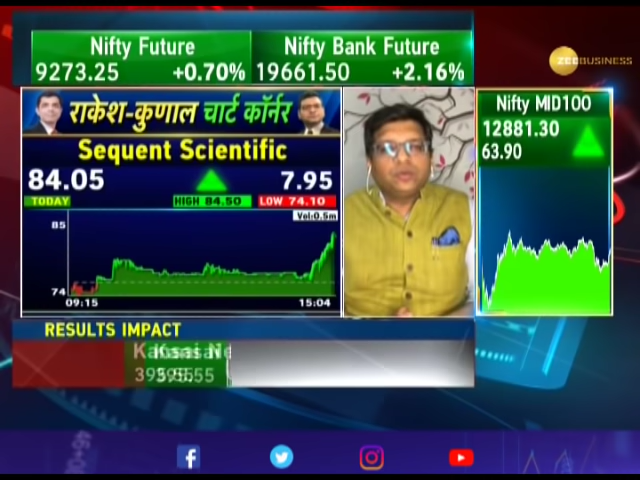 Nifty Future
9273.25 +0.70%
Nifty Bank Future
19661.50 +2.16%
ZEEBUSINESS
राकेश-कुणाल चार्ट कॉर्नर
Sequent Scientific
84.05 7.95
TODAY HIGH 84.50 LOW 74.10
Vol:0.5m
85
74
09:15 15:04
Nifty MID100
12881.30
63.90
RESULTS IMPACT